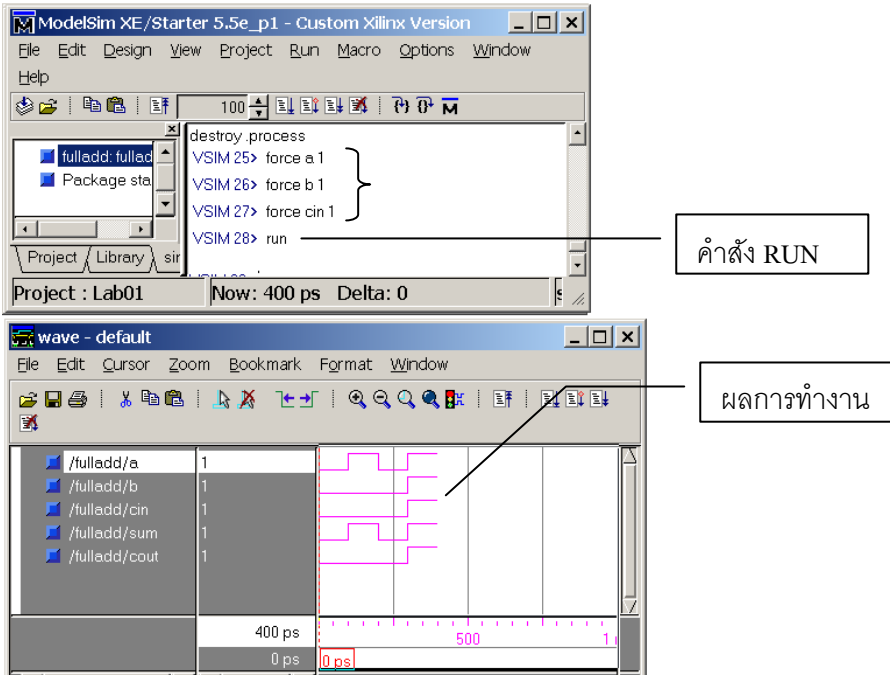 ModelSim XE/Starter 5.5e_p1 - Custom Xilinx Version
File Edit Design View Project Run Macro Options Window
Help
100
destroy .process
fulladd: fullad
VSIM 25> force a 1
Package sta
VSIM 26> force b 1
VSIM 27> force cin 1
VSIM 28> run
Project Library sim
คำสั่ง RUN
Project : Lab01 Now: 400 ps Delta: 0
wave - default
File Edit Cursor Zoom Bookmark Format Window
ผลการทำงาน
/fulladd/a 1
/fulladd/b 1
/fulladd/cin 1
/fulladd/sum 1
/fulladd/cout 1
400 ps 500 1
0 ps 0 ps